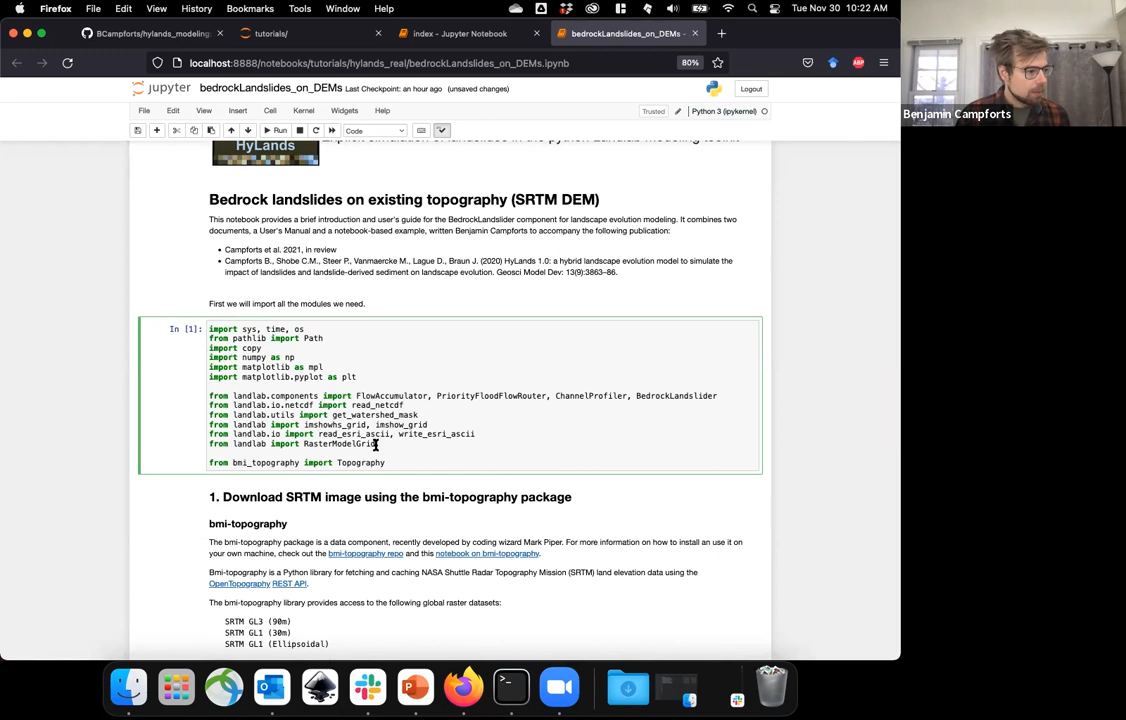 Firefox File Edit View History Bookmarks Tools Window Help Tue Nov 30 10:22 AM
BCampforts/hylands_modeling: tutorials/ index - Jupyter Notebook bedrockLandslides_on_DEMs -
localhost:8888/notebooks/tutorials/hylands_real/bedrockLandslides_on_DEMs.ipynb 80% ABP
jupyter bedrockLandslides_on_DEMs Last Checkpoint: an hour ago (unsaved changes) Logout
File Edit View Insert Cell Kernel Widgets Help Trusted Python 3 (ipykernel)
Run Code
Benjamin Campforts
HyLands
Bedrock landslides on existing topography (SRTM DEM)
This notebook provides a brief introduction and user's guide for the BedrockLandslider component for landscape evolution modeling. It combines two
documents, a User's Manual and a notebook-based example, written Benjamin Campforts to accompany the following publication:
• Campforts et al. 2021, in review
• Campforts B., Shobe C.M., Steer P., Vanmaercke M., Lague D., Braun J. (2020) HyLands 1.0: a hybrid landscape evolution model to simulate the
impact of landslides and landslide-derived sediment on landscape evolution. Geosci Model Dev: 13(9):3863–86.
First we will import all the modules we need.
In [1]: import sys, time, os
from pathlib import Path
import copy
import numpy as np
import matplotlib as mpl
import matplotlib.pyplot as plt
from landlab.components import FlowAccumulator, PriorityFloodFlowRouter, ChannelProfiler, BedrockLandslider
from landlab.io.netcdf import read_netcdf
from landlab.utils import get_watershed_mask
from landlab import imshowhs_grid, imshow_grid
from landlab.io import read_esri_ascii, write_esri_ascii
from landlab import RasterModelGrid
from bmi_topography import Topography
1. Download SRTM image using the bmi-topography package
bmi-topography
The bmi-topography package is a data component, recently developed by coding wizard Mark Piper. For more information on how to install an use it on
your own machine, check out the bmi-topography repo and this notebook on bmi-topography.
Bmi-topography is a Python library for fetching and caching NASA Shuttle Radar Topography Mission (SRTM) land elevation data using the
OpenTopography REST API.
The bmi-topography library provides access to the following global raster datasets:
SRTM GL3 (90m)
SRTM GL1 (30m)
SRTM GL1 (Ellipsoidal)